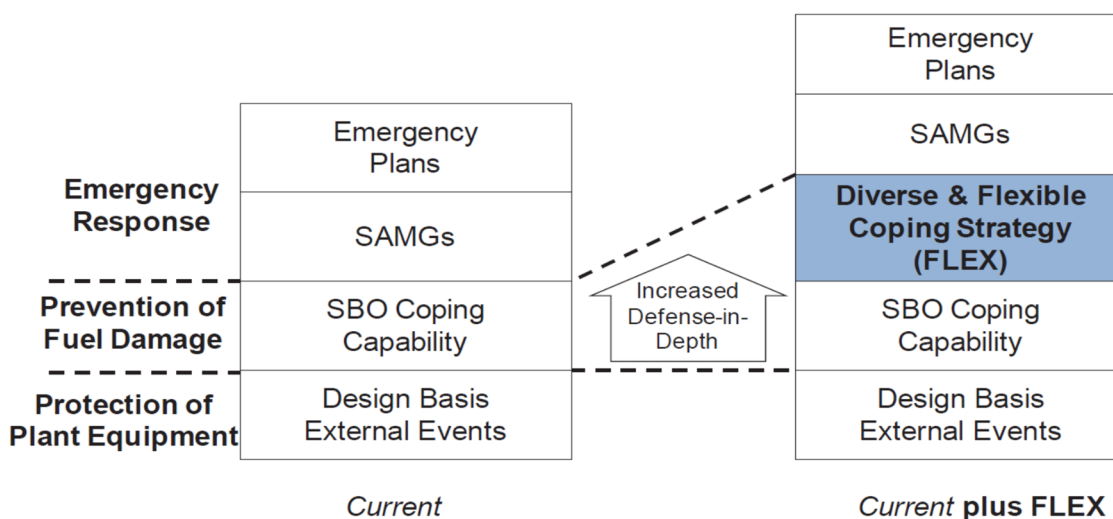 Emergency
Response
Prevention of
Fuel Damage
Protection of
Plant Equipment
Emergency
Plans
SAMGs
SBO Coping
Capability
Design Basis
External Events
Current
Increased
Defense-in-
Depth
Emergency
Plans
SAMGs
Diverse & Flexible
Coping Strategy
(FLEX)
SBO Coping
Capability
Design Basis
External Events
Current plus FLEX